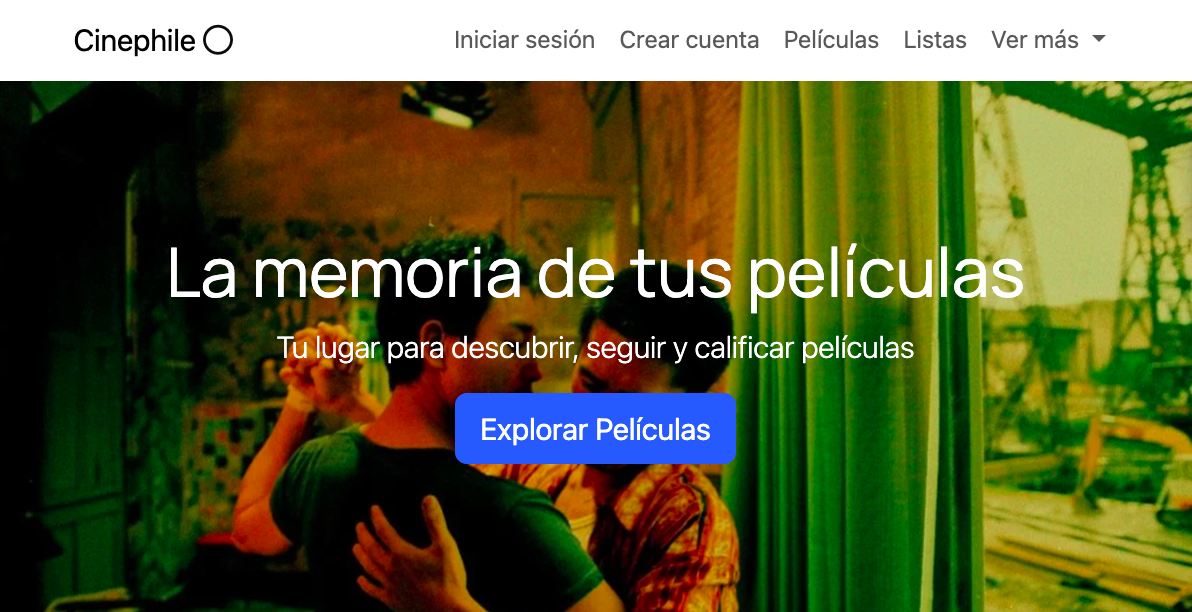 Cinephile
Iniciar sesión
Crear cuenta
Películas
Listas
Ver más
La memoria de tus películas
Tu lugar para descubrir, seguir y calificar películas
Explorar Películas